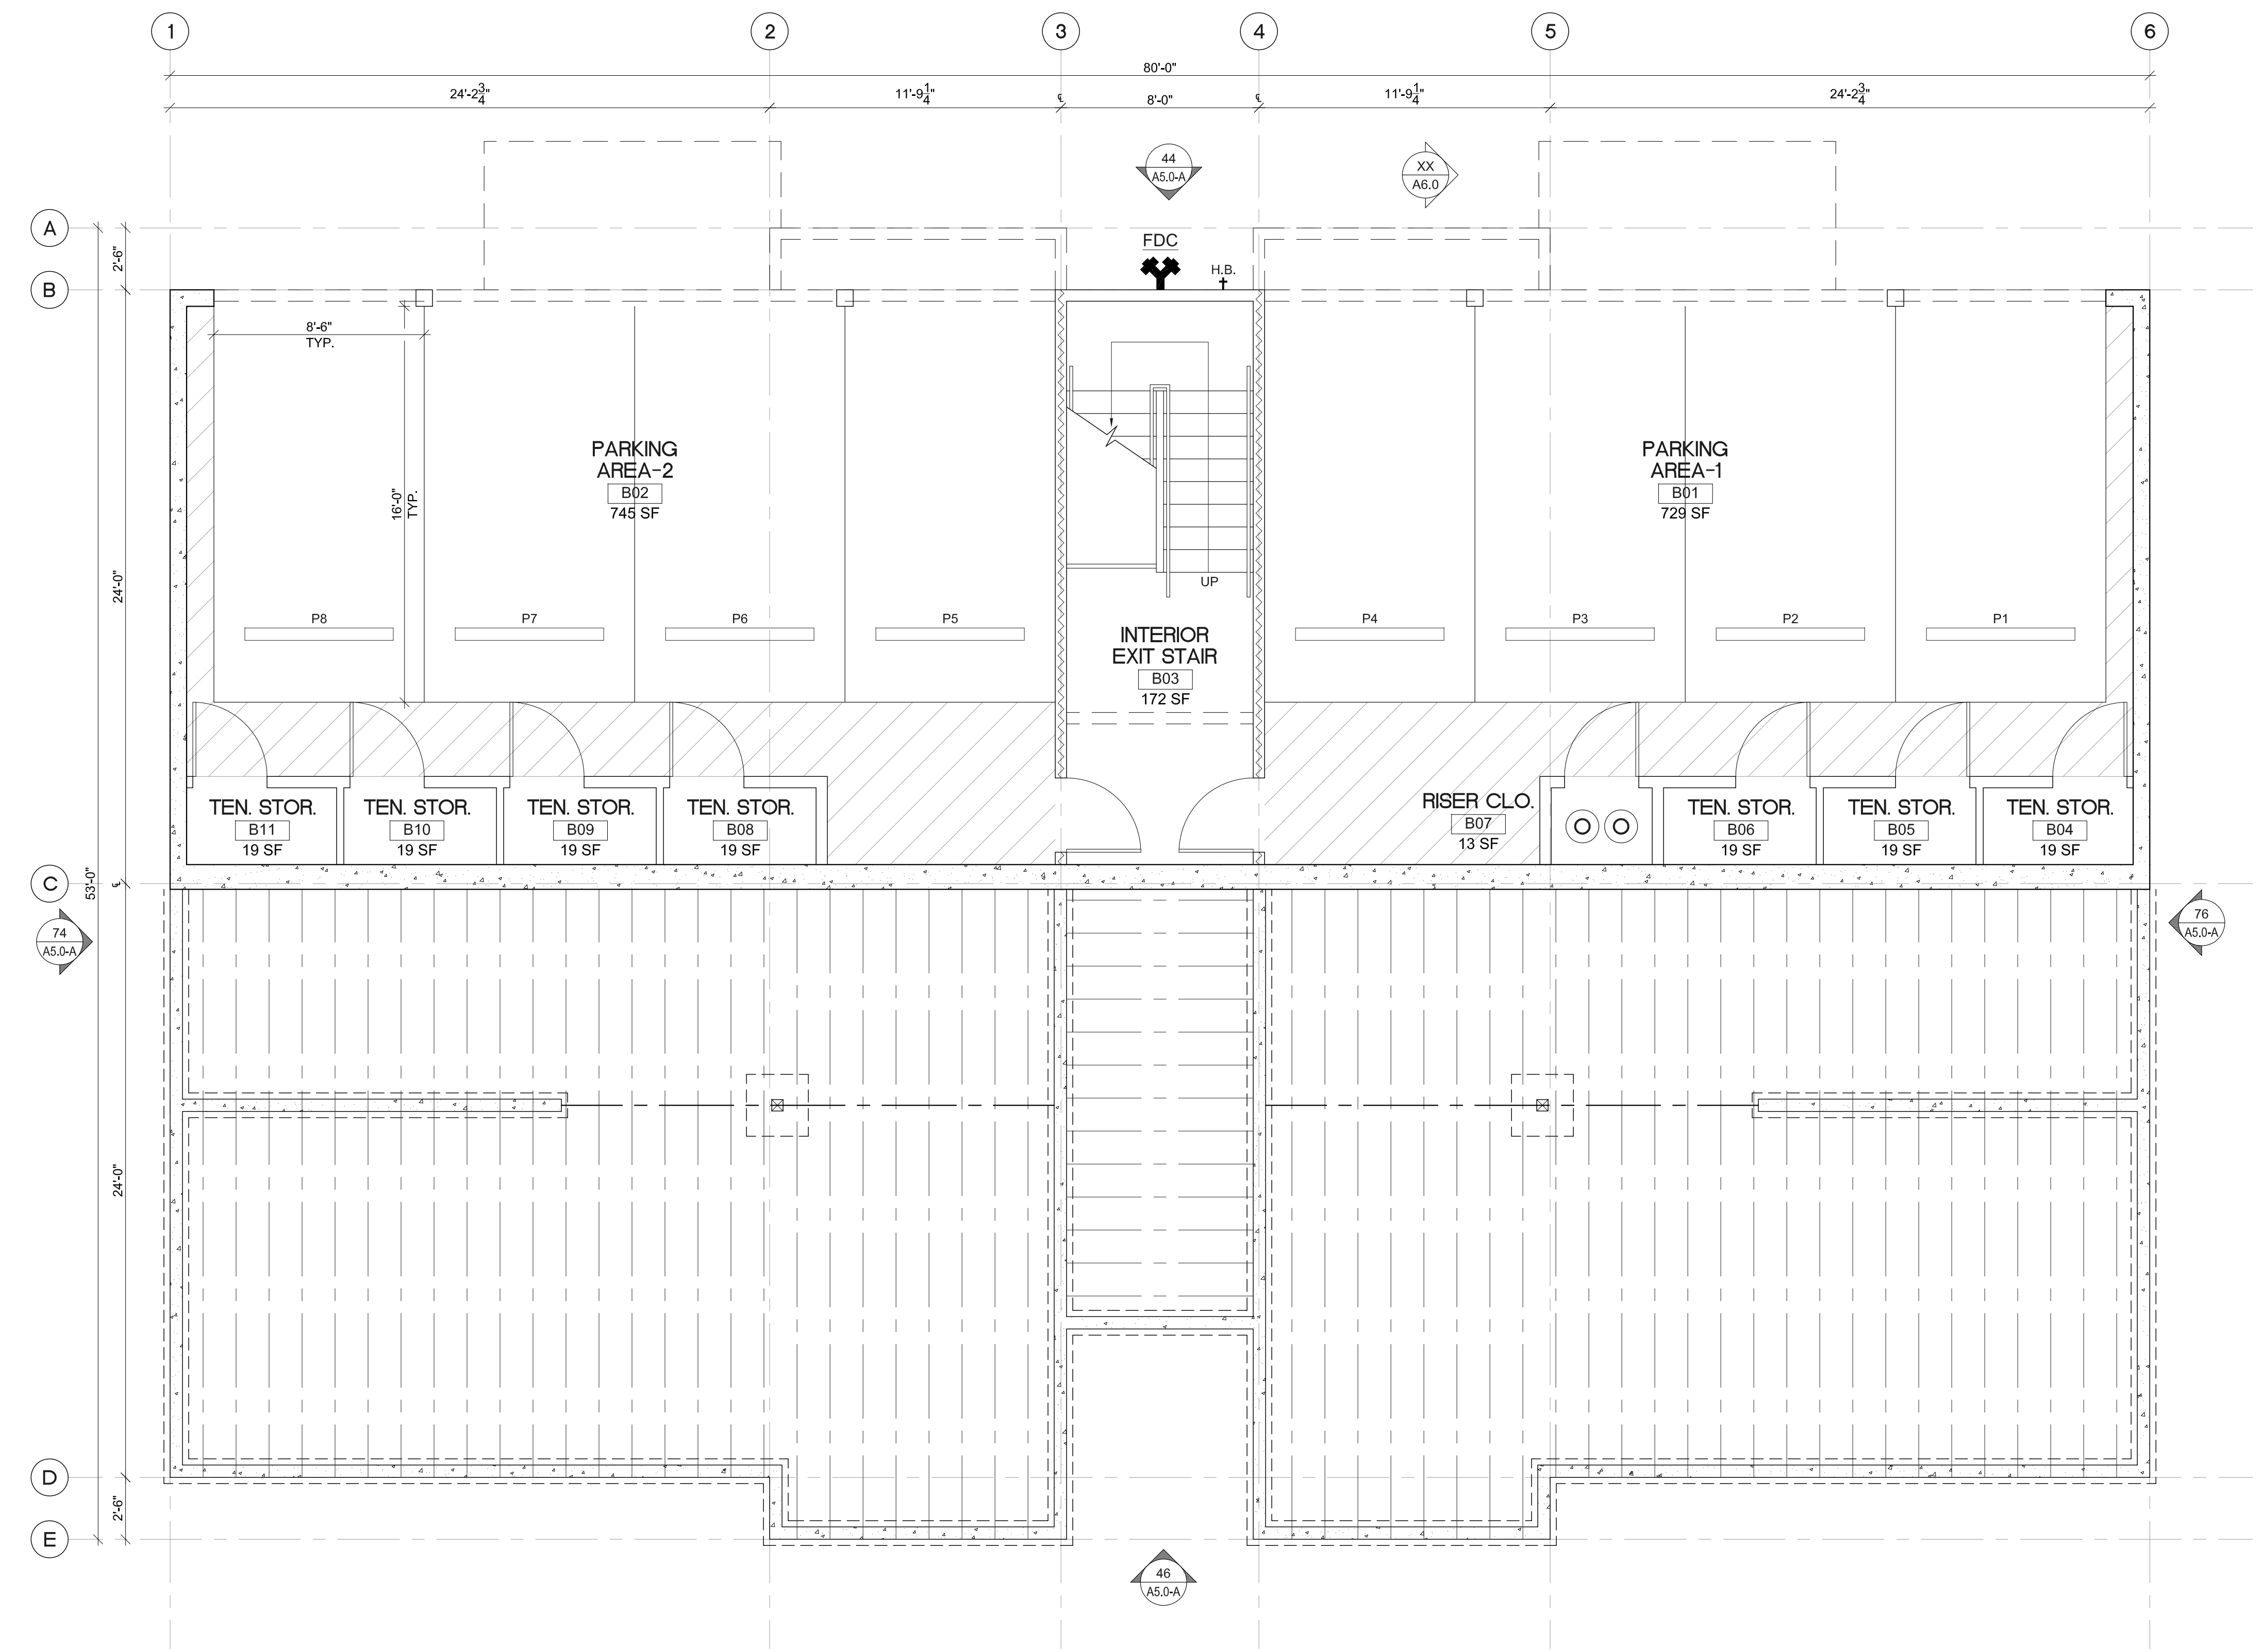 1
2
3
4
5
6
80'-0"
24'-2 3/4"
11'-9 1/4"
℄
8'-0"
℄
11'-9 1/4"
24'-2 3/4"
44
A5.0-A
XX
A6.0
A
2'-6"
B
FDC
H.B.
8'-6"
TYP.
16'-0"
TYP.
PARKING
AREA-2
B02
745 SF
PARKING
AREA-1
B01
729 SF
24'-0"
UP
P8
P7
P6
P5
P4
P3
P2
P1
INTERIOR
EXIT STAIR
B03
172 SF
TEN. STOR.
B11
19 SF
TEN. STOR.
B10
19 SF
TEN. STOR.
B09
19 SF
TEN. STOR.
B08
19 SF
RISER CLO.
B07
13 SF
TEN. STOR.
B06
19 SF
TEN. STOR.
B05
19 SF
TEN. STOR.
B04
19 SF
C
53'-0"
℄
74
A5.0-A
76
A5.0-A
24'-0"
D
2'-6"
E
46
A5.0-A